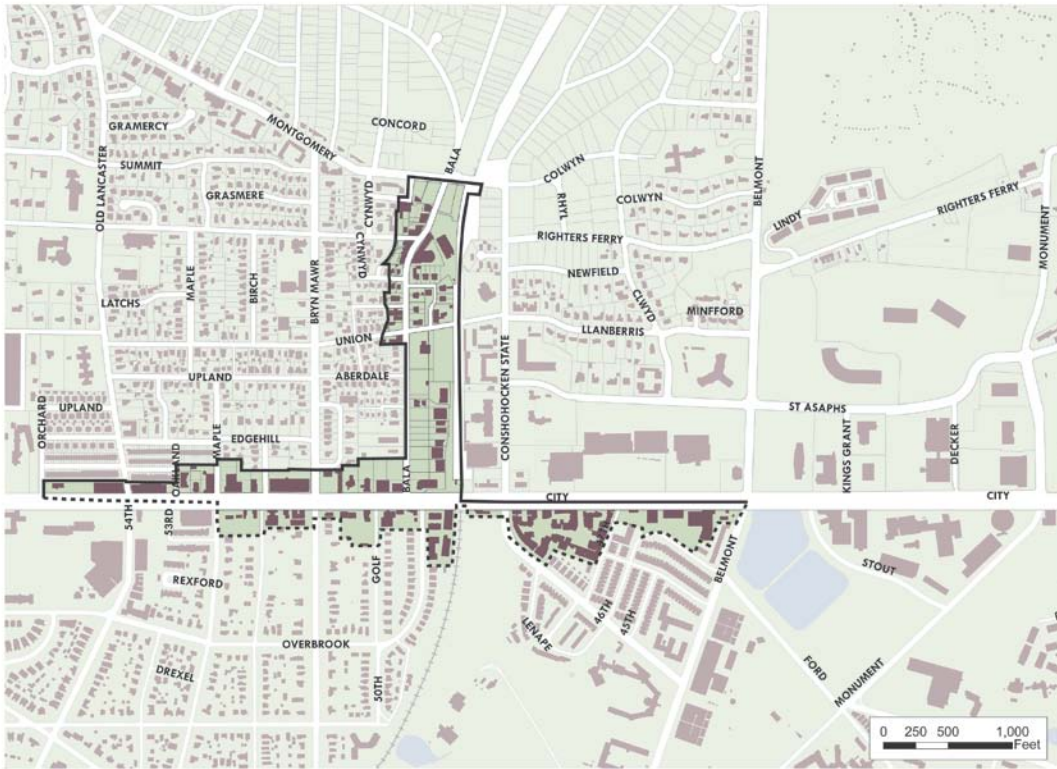 CONCORD
GRAMERCY
MONTGOMERY
BALA
SUMMIT
COLWYN
BELMONT
OLD LANCASTER
GRASMERE
CYNWYD
RHYL
COLWYN
LINDY
RIGHTERS FERRY
MONUMENT
CYNWYD
RIGHTERS FERRY
MAPLE
BIRCH
BRYN MAWR
NEWFIELD
LATCHS
CLWYD
MINFFORD
UNION
LLANBERRIS
CONSHOHOCKEN STATE
UPLAND
ABERDALE
UPLAND
ST ASAPHS
ORCHARD
MAPLE
EDGEHILL
KINGS GRANT
DECKER
OAKLAND
BALA
CITY
CITY
54TH
53RD
BELMONT
STOUT
REXFORD
GOLF
46TH
45TH
LENAPE
OVERBROOK
DREXEL
50TH
FORD
MONUMENT
0 250 500 1,000
Feet